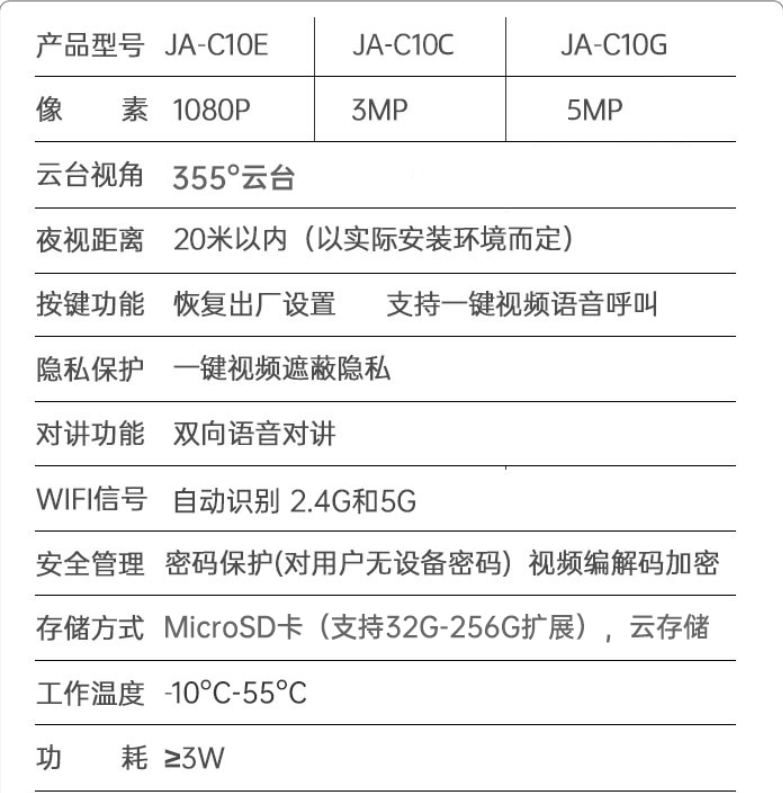 产品型号 JA-C10E JA-C10C JA-C10G
像 素 1080P 3MP 5MP
云台视角 355°云台
夜视距离 20米以内（以实际安装环境而定）
按键功能 恢复出厂设置 支持一键视频语音呼叫
隐私保护 一键视频遮蔽隐私
对讲功能 双向语音对讲
WIFI信号 自动识别 2.4G和5G
安全管理 密码保护(对用户无设备密码）视频编解码加密
存储方式 MicroSD卡（支持32G-256G扩展），云存储
工作温度 -10°C-55°C
功 耗 ≥3W